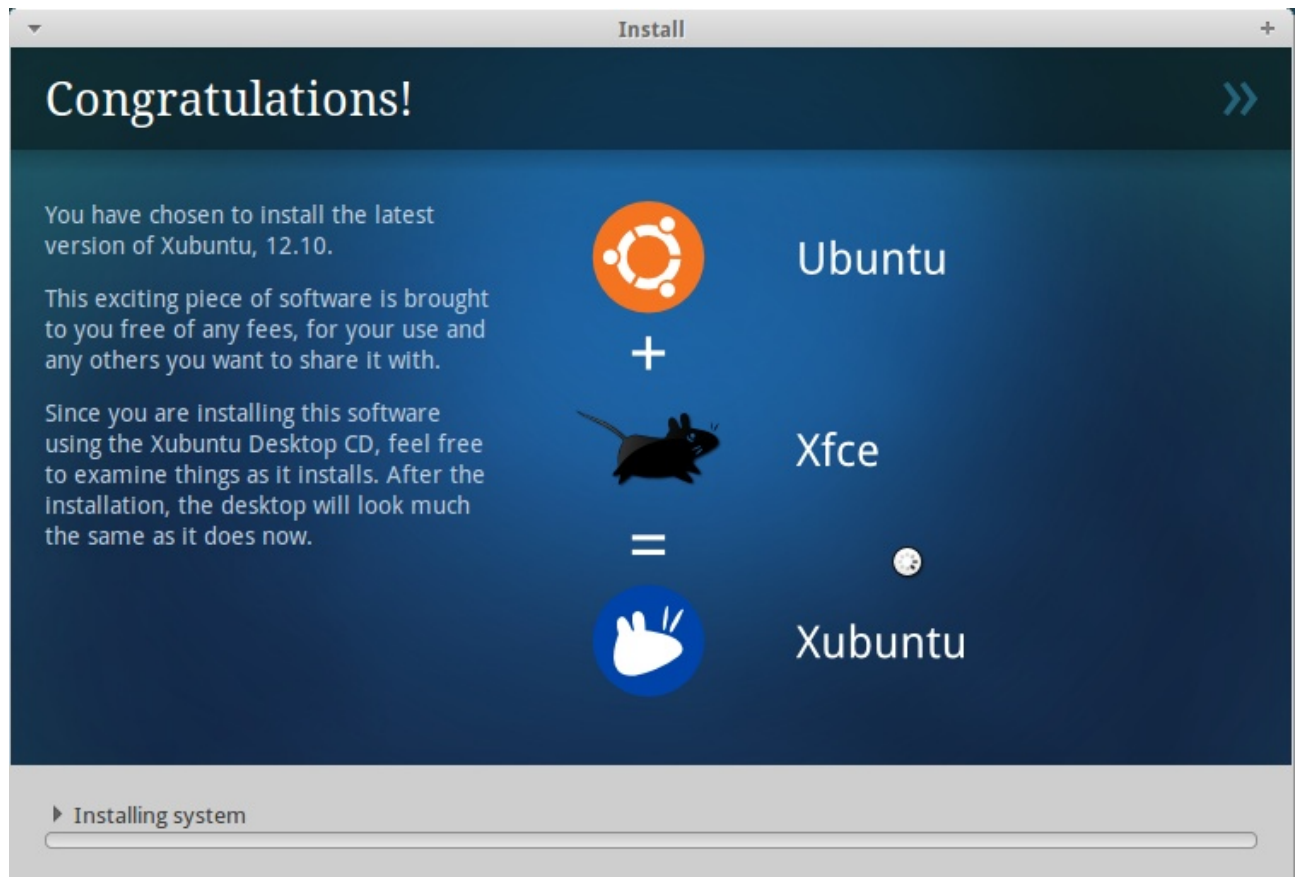 Install
Congratulations!
You have chosen to install the latest
version of Xubuntu, 12.10.
This exciting piece of software is brought
to you free of any fees, for your use and
any others you want to share it with.
Since you are installing this software
using the Xubuntu Desktop CD, feel free
to examine things as it installs. After the
installation, the desktop will look much
the same as it does now.
Ubuntu
+
Xfce
=
Xubuntu
Installing system